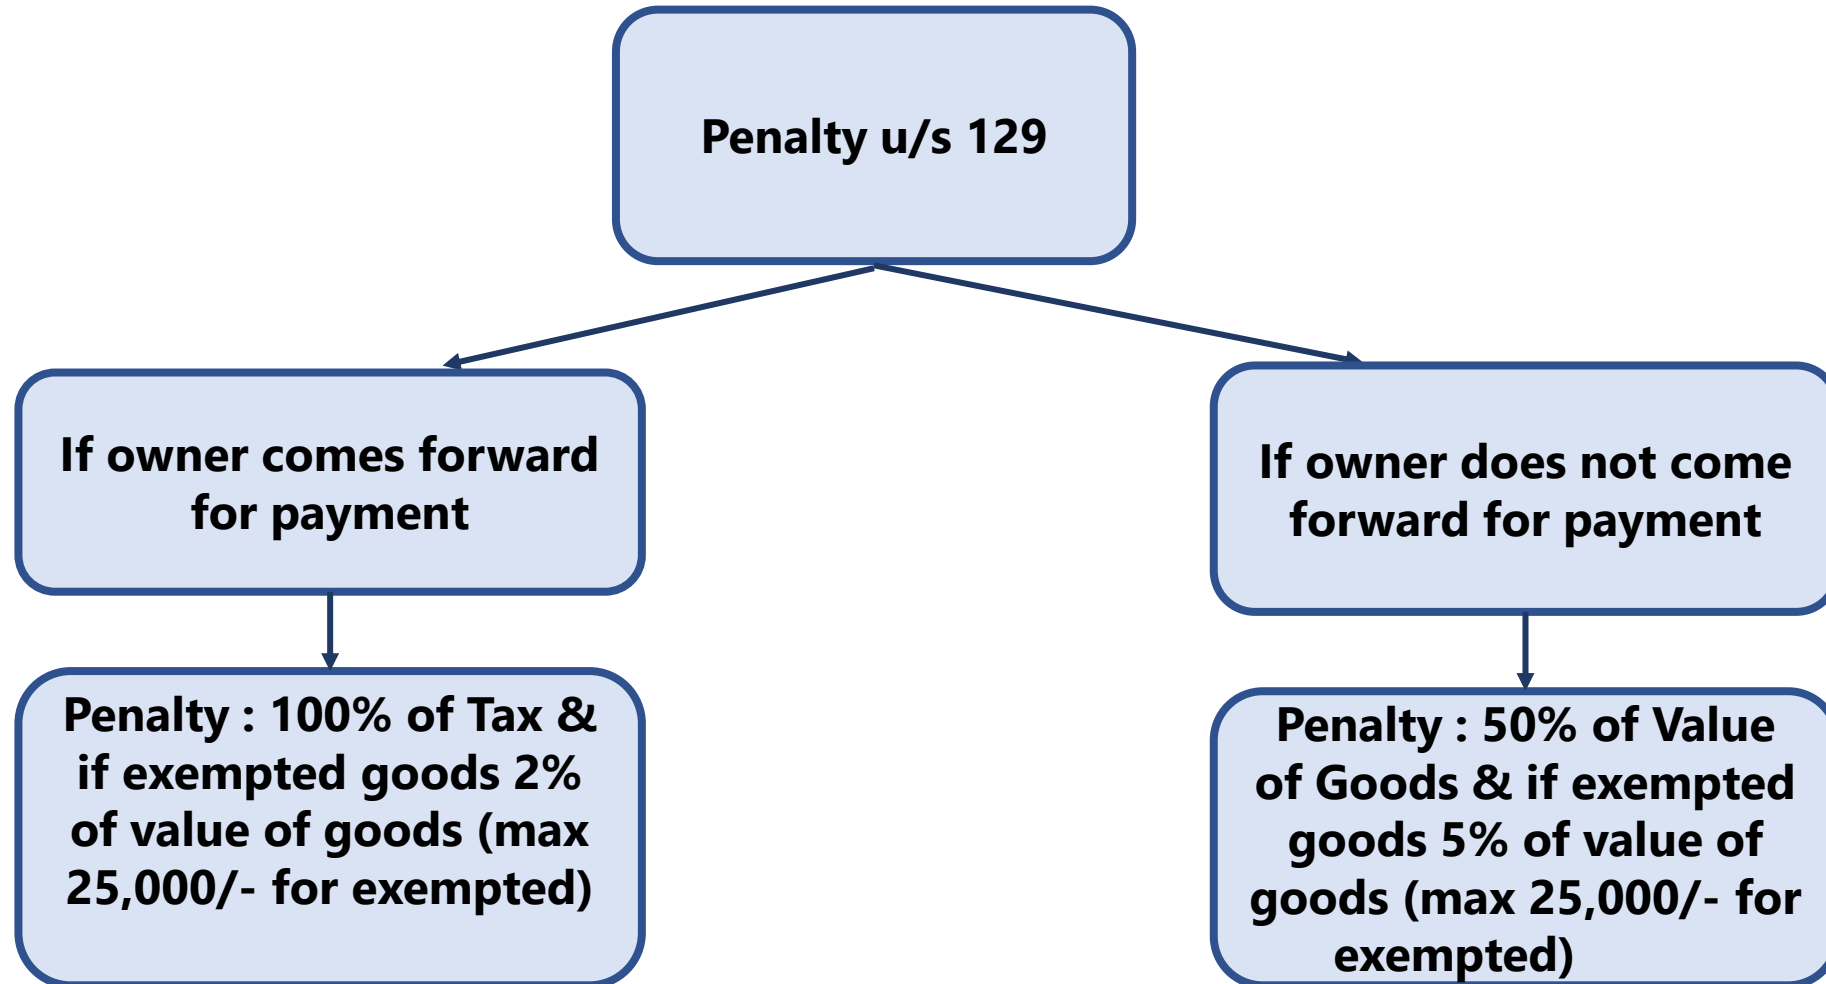 Penalty u/s 129
If owner comes forward
for payment
If owner does not come
forward for payment
Penalty : 100% of Tax &
if exempted goods 2%
of value of goods (max
25,000/- for exempted)
Penalty : 50% of Value
of Goods & if exempted
goods 5% of value of
goods (max 25,000/- for
exempted)